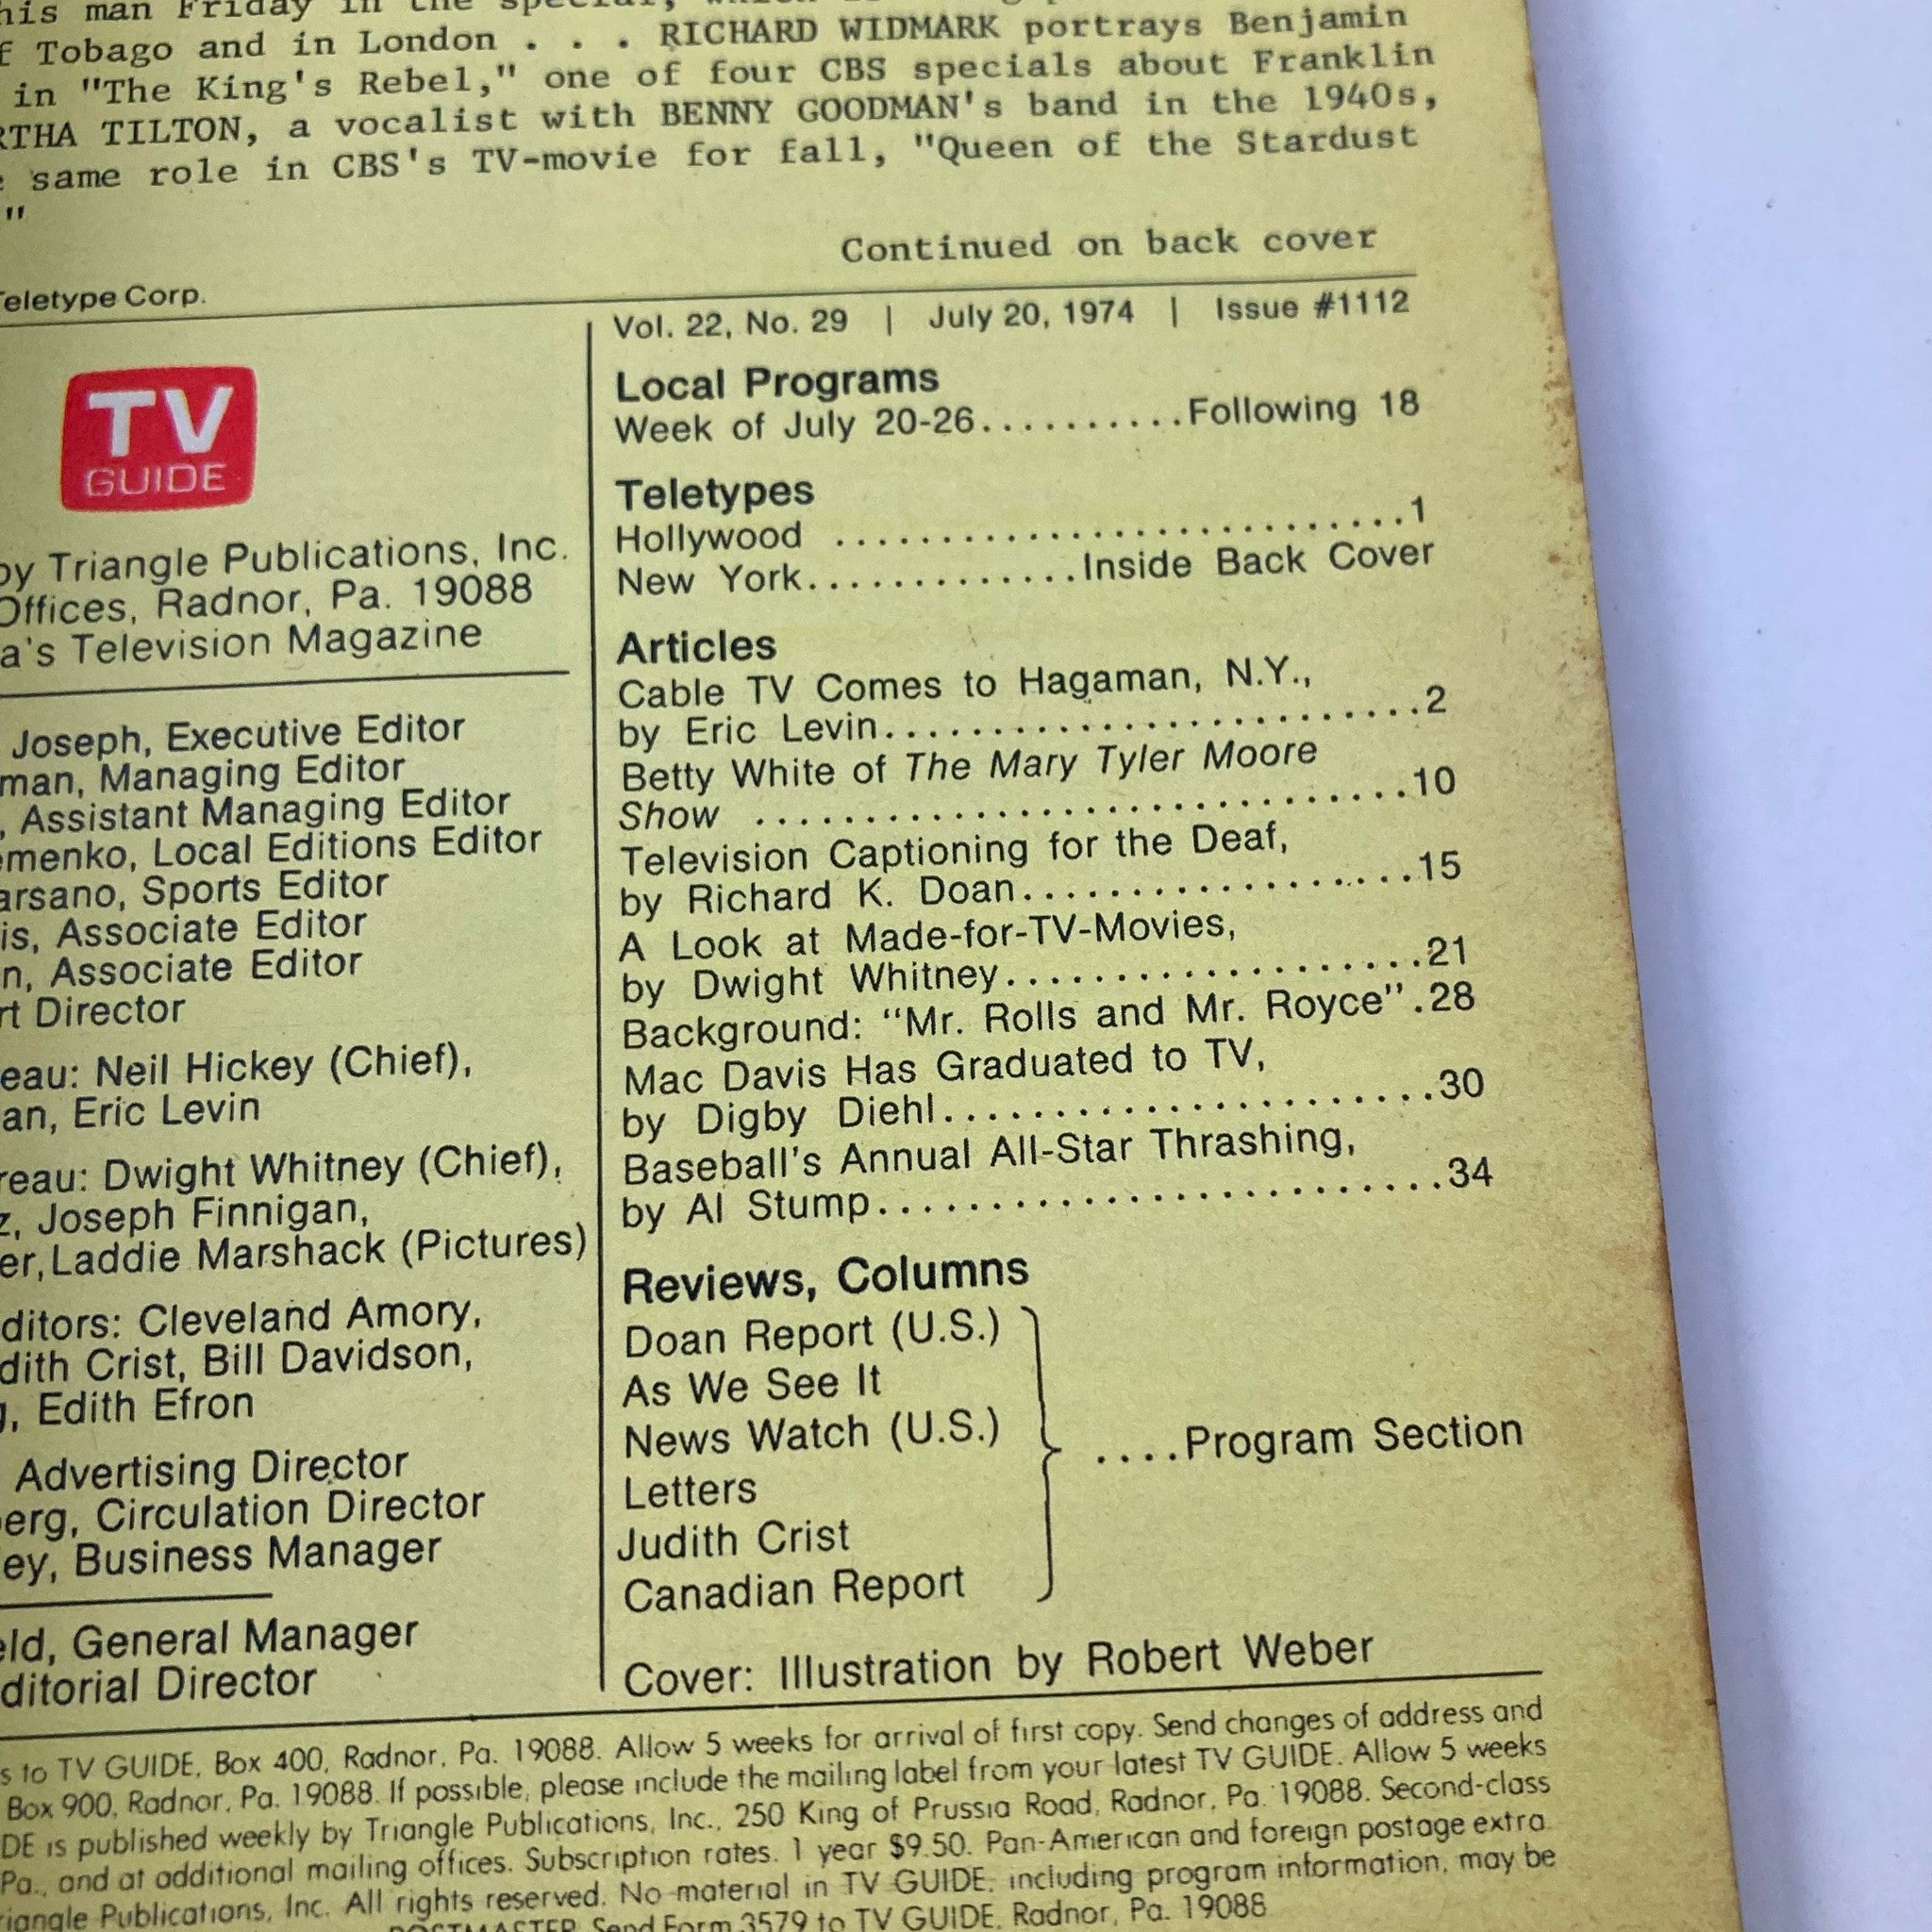 his man Friday in the special,
Tobago and in London . . . RICHARD WIDMARK portrays Benjamin
in "The King's Rebel," one of four CBS specials about Franklin
RTHA TILTON, a vocalist with BENNY GOODMAN's band in the 1940s,
same role in CBS's TV-movie for fall, "Queen of the Stardust
"
Continued on back cover
Teletype Corp.
TV
GUIDE
by Triangle Publications, Inc.
Offices, Radnor, Pa. 19088
a's Television Magazine
Joseph, Executive Editor
man, Managing Editor
, Assistant Managing Editor
emenko, Local Editions Editor
arsano, Sports Editor
is, Associate Editor
n, Associate Editor
rt Director
eau: Neil Hickey (Chief),
an, Eric Levin
reau: Dwight Whitney (Chief),
z, Joseph Finnigan,
er, Laddie Marshack (Pictures)
ditors: Cleveland Amory,
dith Crist, Bill Davidson,
g, Edith Efron
Advertising Director
berg, Circulation Director
ey, Business Manager
eld, General Manager
ditorial Director
Vol. 22, No. 29 | July 20, 1974 | Issue #1112
Local Programs
Week of July 20-26..........Following 18
Teletypes
Hollywood ............................1
New York.............Inside Back Cover
Articles
Cable TV Comes to Hagaman, N.Y.,
by Eric Levin..........................2
Betty White of The Mary Tyler Moore
Show ................................10
Television Captioning for the Deaf,
by Richard K. Doan...................15
A Look at Made-for-TV-Movies,
by Dwight Whitney....................21
Background: "Mr. Rolls and Mr. Royce".28
Mac Davis Has Graduated to TV,
by Digby Diehl.......................30
Baseball's Annual All-Star Thrashing,
by Al Stump..........................34
Reviews, Columns
Doan Report (U.S.)
As We See It
News Watch (U.S.)
....Program Section
Letters
Judith Crist
Canadian Report
Cover: Illustration by Robert Weber
s to TV GUIDE, Box 400, Radnor, Pa. 19088. Allow 5 weeks for arrival of first copy. Send changes of address and
Box 900, Radnor, Pa. 19088. If possible, please include the mailing label from your latest TV GUIDE. Allow 5 weeks
DE is published weekly by Triangle Publications, Inc., 250 King of Prussia Road, Radnor, Pa. 19088. Second-class
Pa., and at additional mailing offices. Subscription rates. 1 year $9.50. Pan-American and foreign postage extra.
riangle Publications, Inc. All rights reserved. No material in TV GUIDE, including program information, may be
POSTMASTER Send Form 3579 to TV GUIDE, Radnor, Pa. 19088